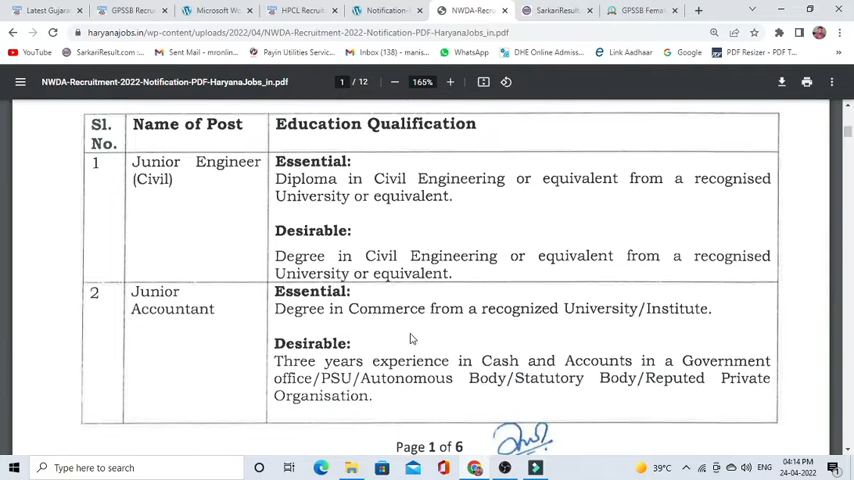 Latest Gujara
GPSSB Recru
Microsoft Wo
HPCL Recruitm
Notification-
NWDA-Recru
SarkariResult
GPSSB Fema
haryanajobs.in/wp-content/uploads/2022/04/NWDA-Recruitment-2022-Notification-PDF-HaryanaJobs_in.pdf
YouTube
SarkariResult.com
Sent Mail - mronlin...
Payin Utilities Servic...
Inbox (138) - manis...
WhatsApp
DHE Online Admissi...
Link Aadhaar
Google
PDF Resizer - The D...
NWDA-Recruitment-2022-Notification-PDF-HaryanaJobs_in.pdf
1 / 12
165%
Sl. No.
Name of Post
Education Qualification
1
Junior Engineer
(Civil)
Essential:
Diploma in Civil Engineering or equivalent from a recognised
University or equivalent.
Desirable:
Degree in Civil Engineering or equivalent from a recognised
University or equivalent.
2
Junior
Accountant
Essential:
Degree in Commerce from a recognized University/Institute.
Desirable:
Three years experience in Cash and Accounts in a Government
office/PSU/Autonomous Body/Statutory Body/Reputed Private
Organisation.
Page 1 of 6
Type here to search
39°C
ENG
04:14 PM
24-04-2022